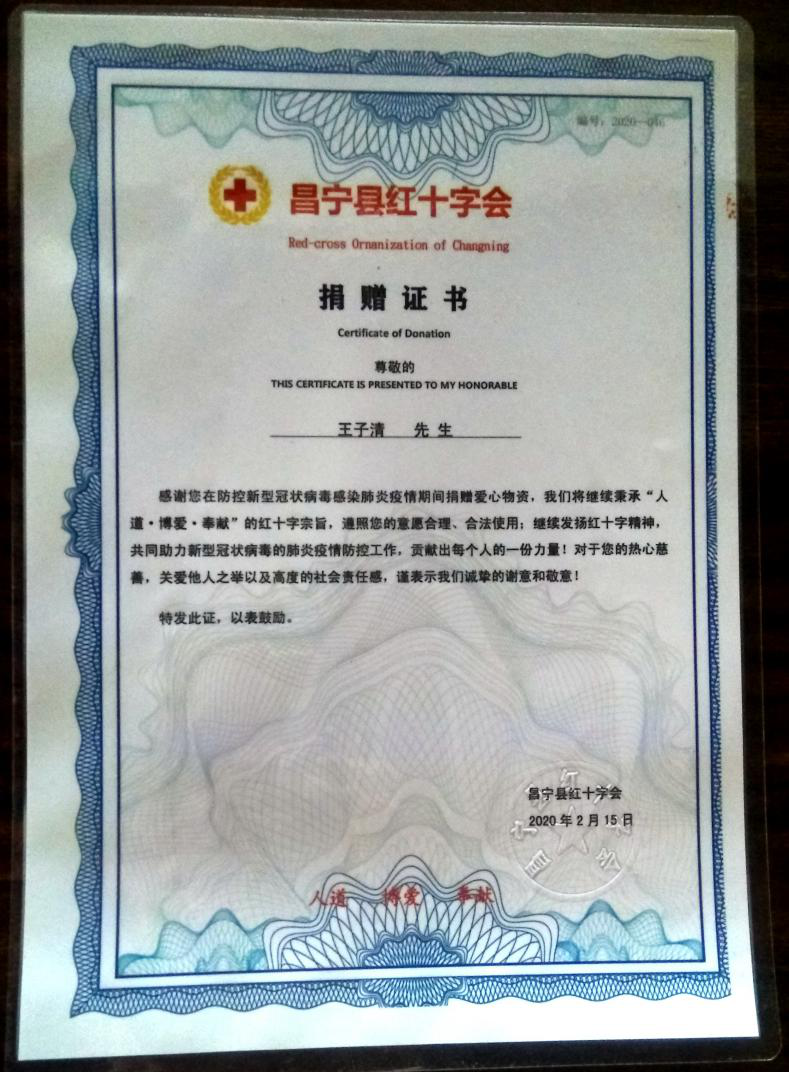 编号：2020—046
昌宁县红十字会
Red-cross Ornanization of Changning
捐赠证书
Certificate of Donation
尊敬的
THIS CERTIFICATE IS PRESENTED TO MY HONORABLE
王子清 先生
感谢您在防控新型冠状病毒感染肺炎疫情期间捐赠爱心物资，我们将继续秉承“人
道·博爱·奉献”的红十字宗旨，遵照您的意愿合理、合法使用；继续发扬红十字精神，
共同助力新型冠状病毒的肺炎疫情防控工作，贡献出每个人的一份力量！对于您的热心慈
善，关爱他人之举以及高度的社会责任感，谨表示我们诚挚的谢意和敬意！
特发此证，以表鼓励。
昌宁县红十字会
2020年2月15日
人道 博爱 奉献